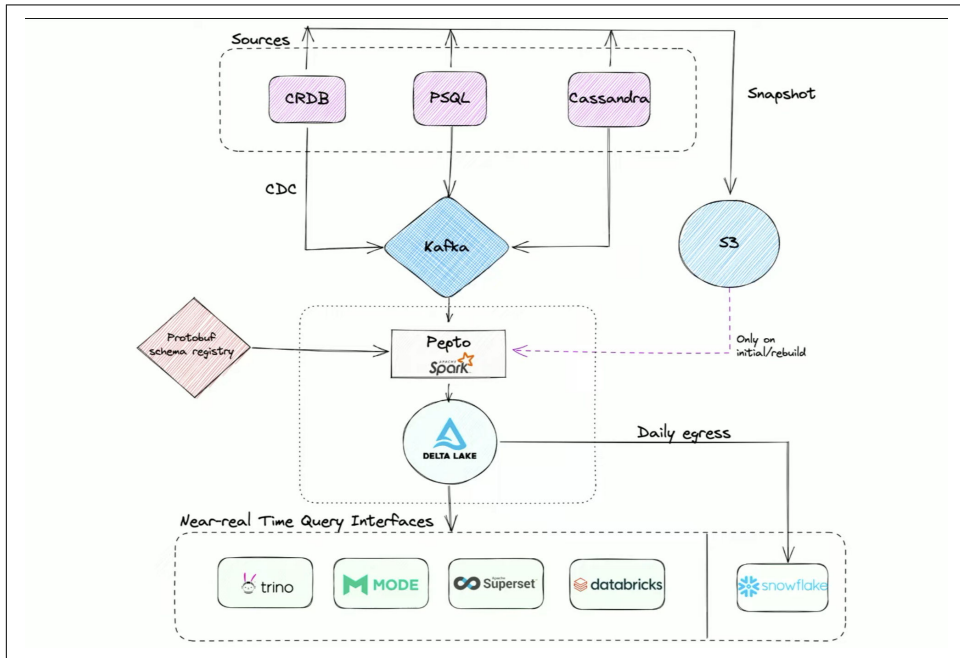 Sources
CRDB
PSQL
Cassandra
Snapshot
CDC
Kafka
S3
Protobuf
schema registry
Pepto
APACHE
Spark
Only on
initial/rebuild
DELTA LAKE
Daily egress
Near-real Time Query Interfaces
trino
MODE
Superset
databricks
snowflake